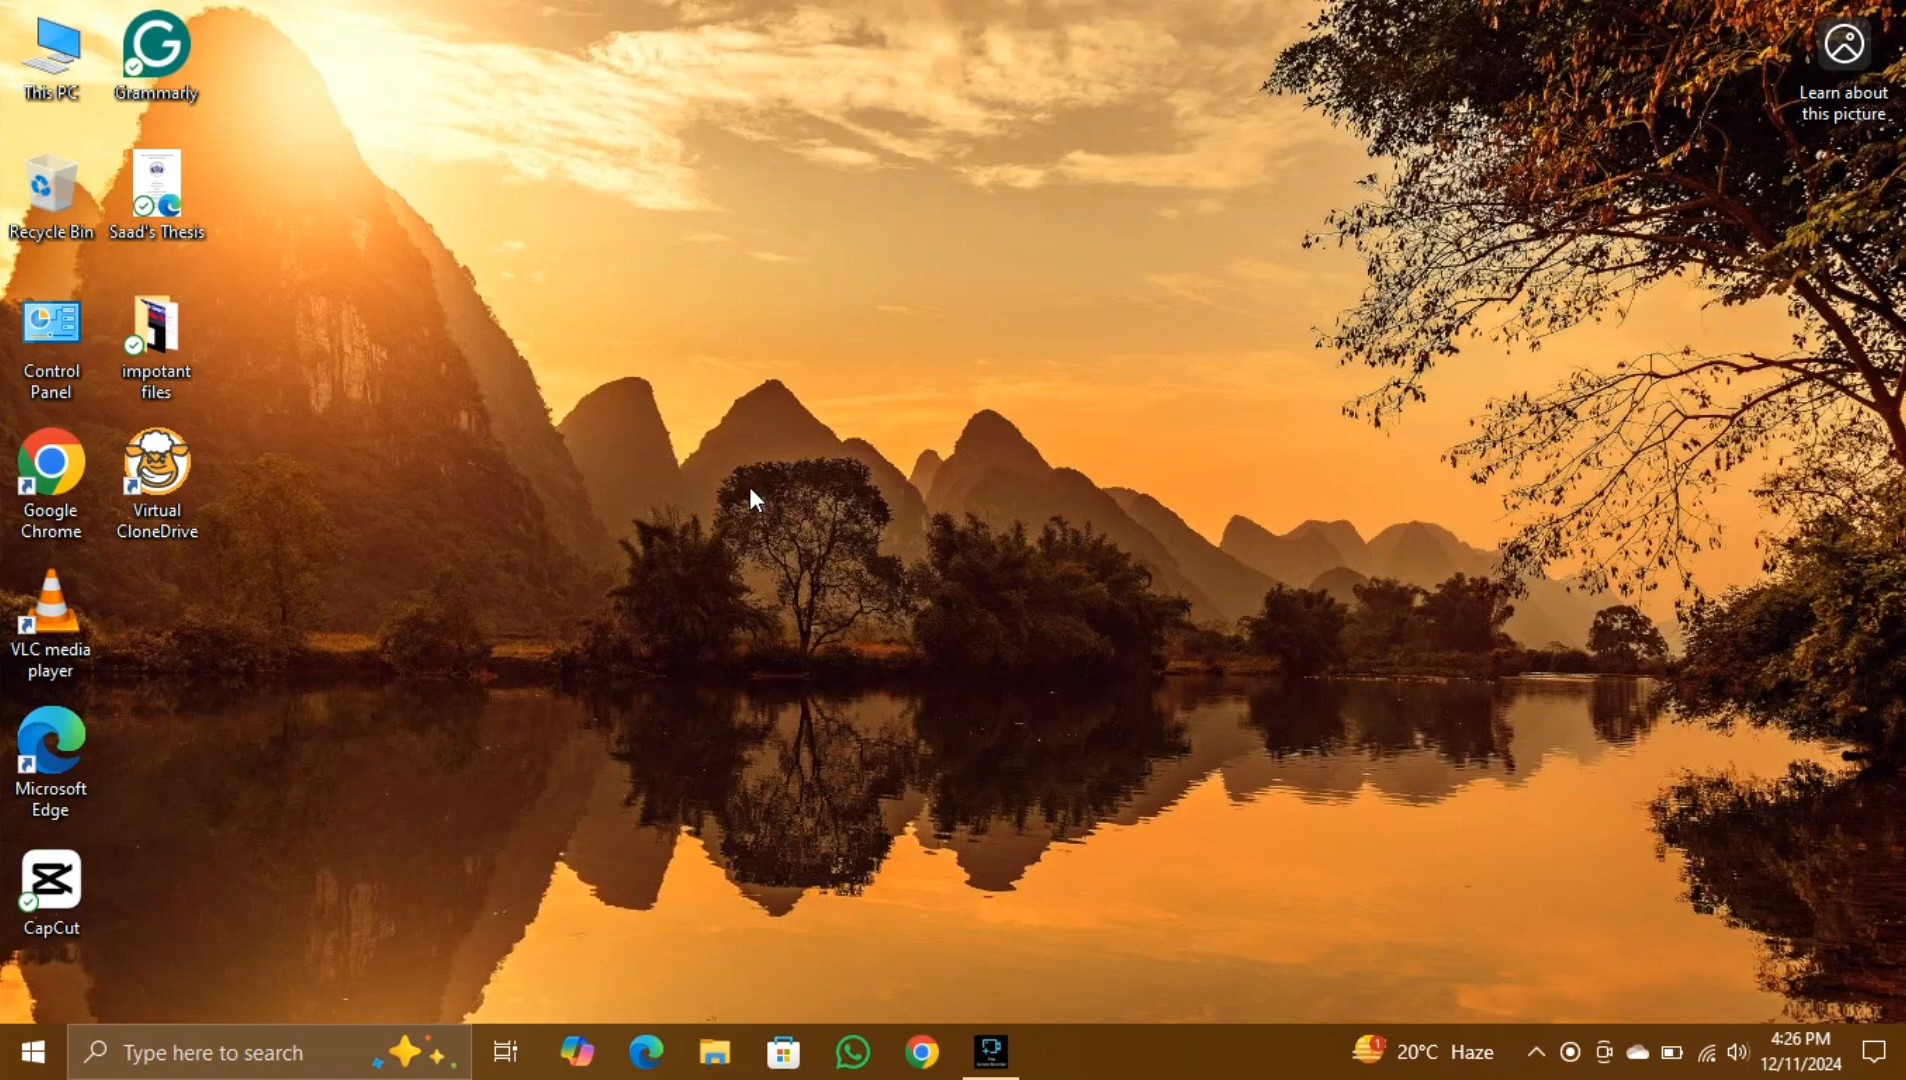 This PC
Grammarly
Learn about
this picture
Recycle Bin
Saad's Thesis
Control
Panel
impotant
files
Google
Chrome
Virtual
CloneDrive
VLC media
player
Microsoft
Edge
CapCut
Type here to search
1
20°C Haze
4:26 PM
12/11/2024